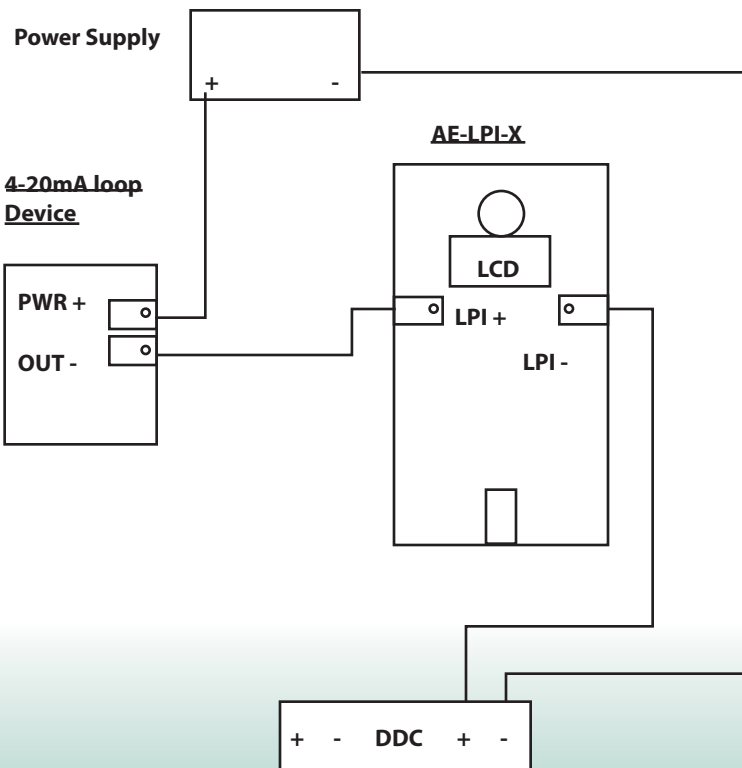 Power Supply
+ -
AE-LPI-X
4-20mA loop
Device
LCD
PWR +
LPI +
OUT -
LPI -
+ - DDC + -